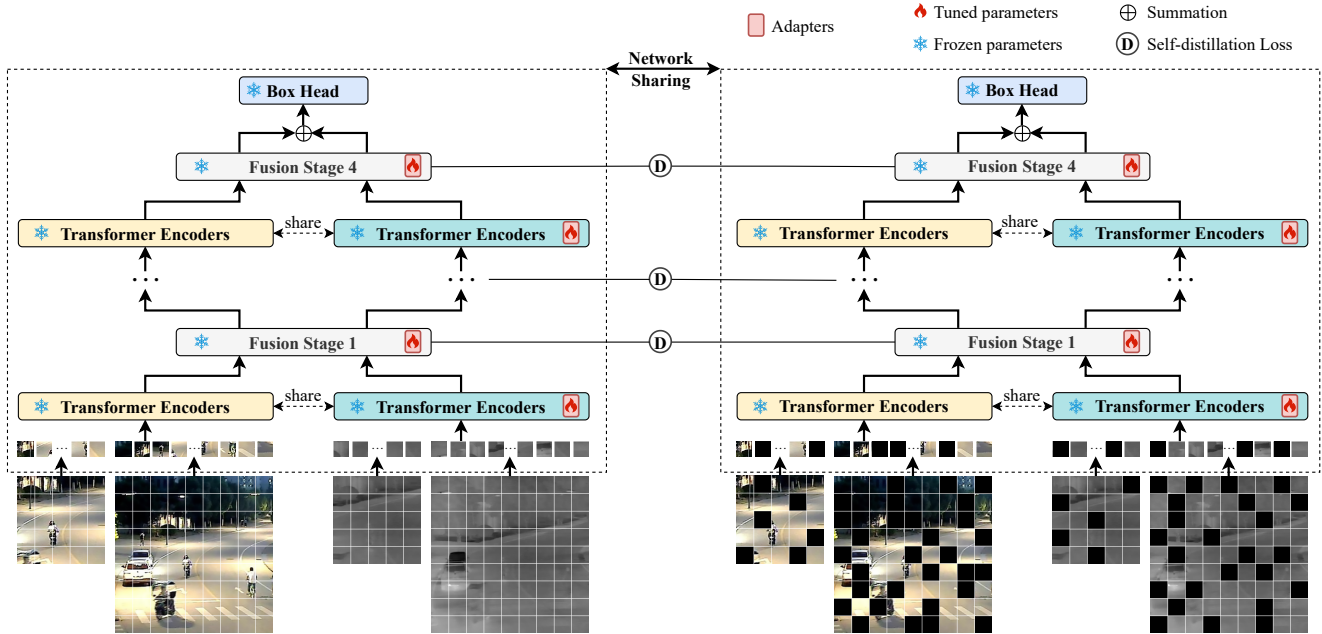 Adapters
Tuned parameters
Summation
Frozen parameters
D Self-distillation Loss
Network
Sharing
Box Head
Box Head
Fusion Stage 4
D
Fusion Stage 4
Transformer Encoders
share
Transformer Encoders
Transformer Encoders
share
Transformer Encoders
...
...
D
...
...
Fusion Stage 1
D
Fusion Stage 1
Transformer Encoders
share
Transformer Encoders
Transformer Encoders
share
Transformer Encoders
...
...
...
...
...
...
...
...